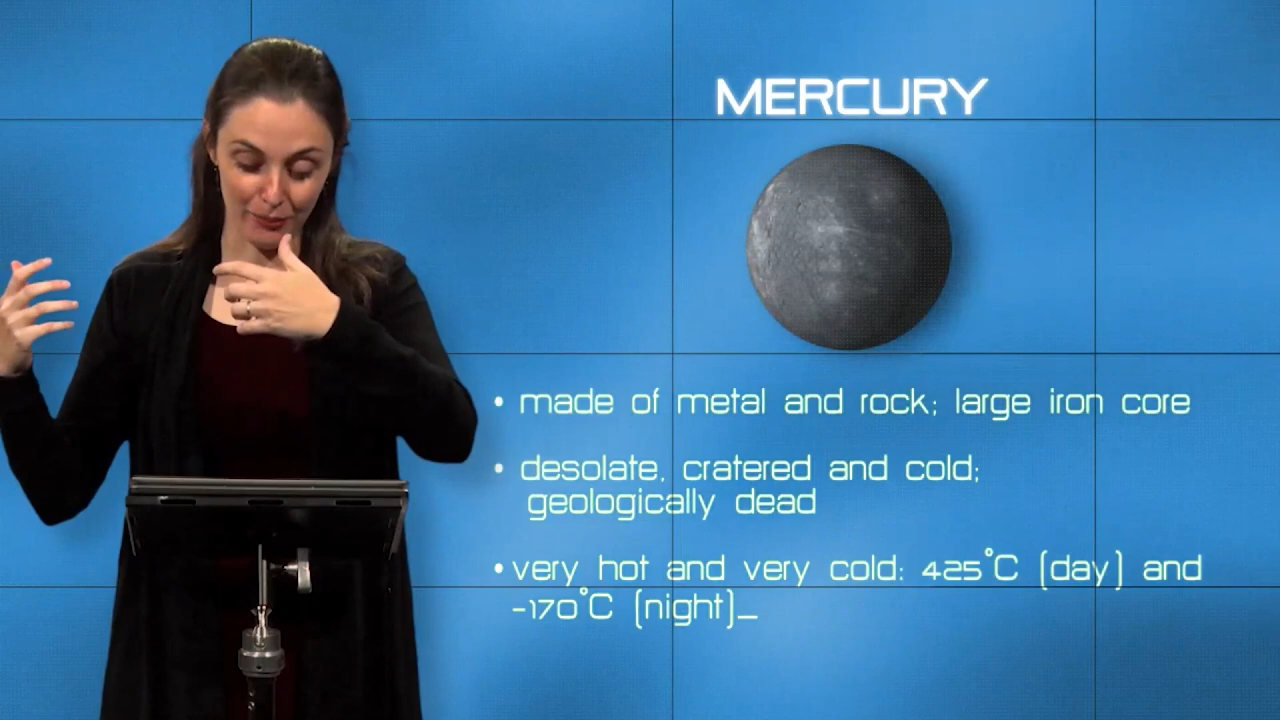 MERCURY
• made of metal and rock; large iron core
• desolate, cratered and cold;
geologically dead
• very hot and very cold: 425°C (day) and
-170°C (night)_